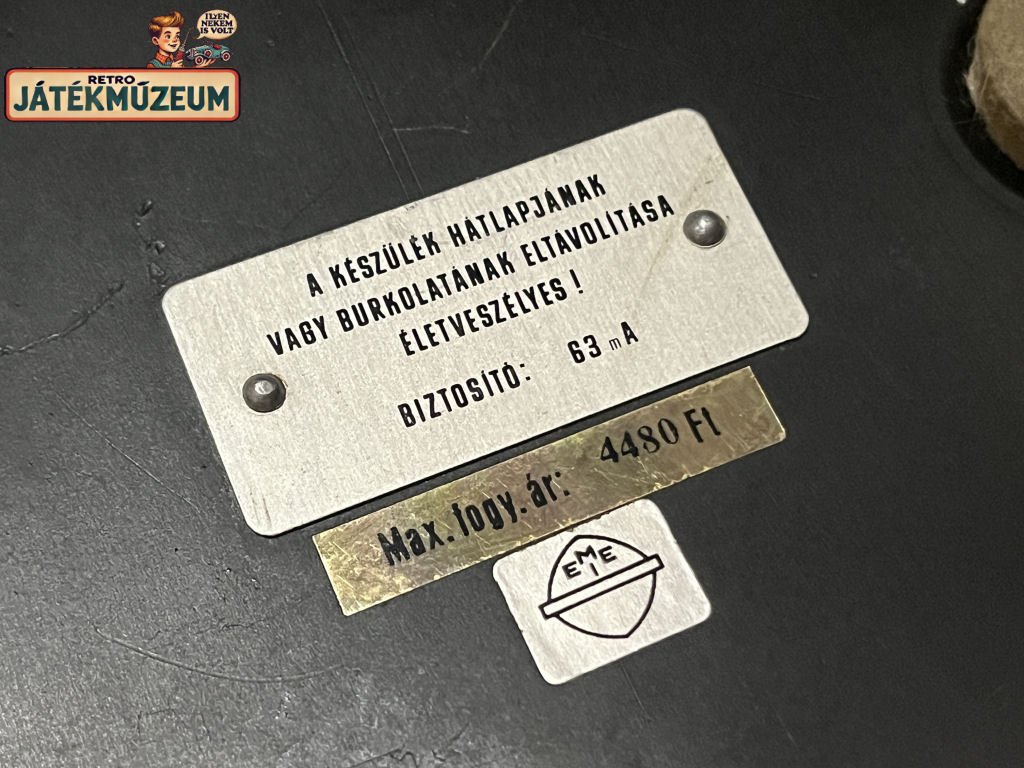 ILYEN
NEKEM
IS VOLT
RETRO
JÁTÉKMÚZEUM
A KÉSZÜLÉK HÁTLAPJÁNAK
VAGY BURKOLATÁNAK ELTÁVOLÍTÁSA
ÉLETVESZÉLYES!
BIZTOSÍTÓ: 63 mA
Max. fogy. ár: 4480 Ft
EMEI